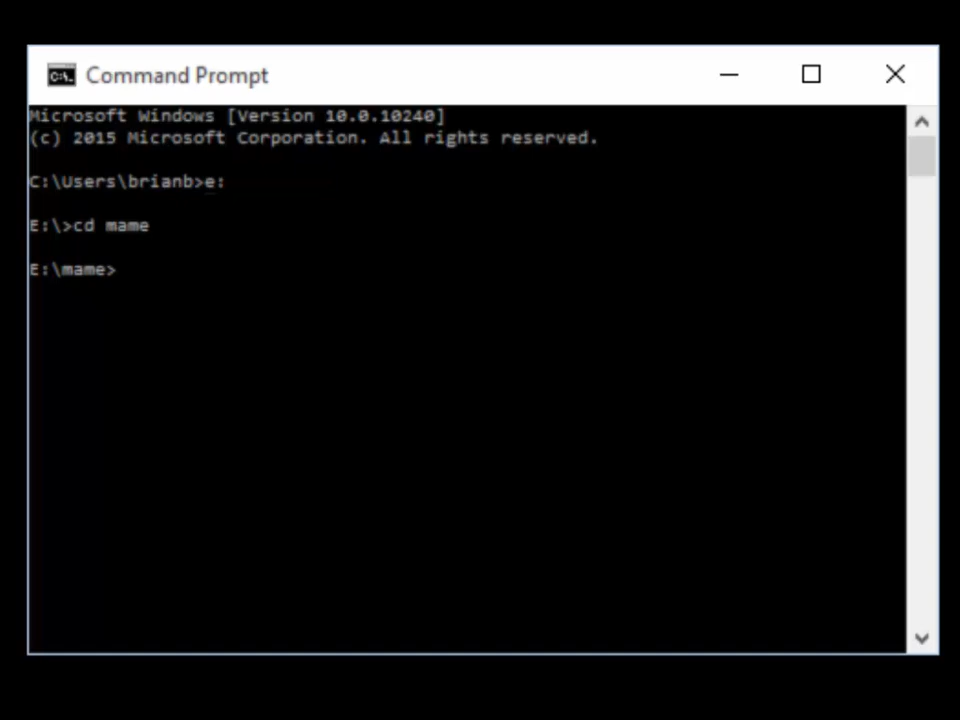 C:\.
Command Prompt
Microsoft Windows [Version 10.0.10240]
(c) 2015 Microsoft Corporation. All rights reserved.
C:\Users\brianb>e:
E:\>cd mame
E:\mame>